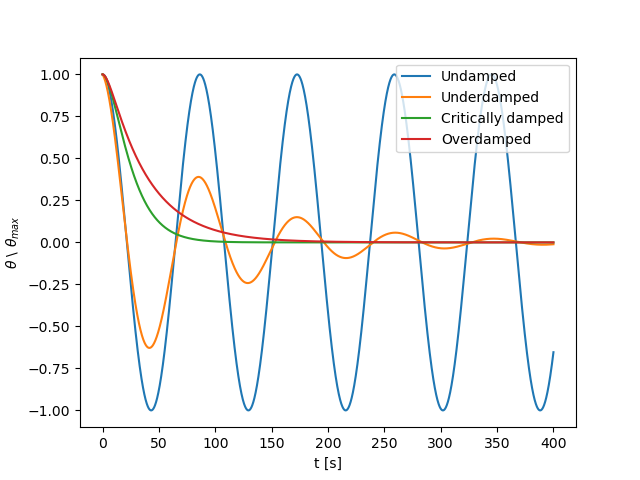 Undamped
Underdamped
Critically damped
Overdamped
θ \ θmax
1.00
0.75
0.50
0.25
0.00
−0.25
−0.50
−0.75
−1.00
0 50 100 150 200 250 300 350 400
t [s]